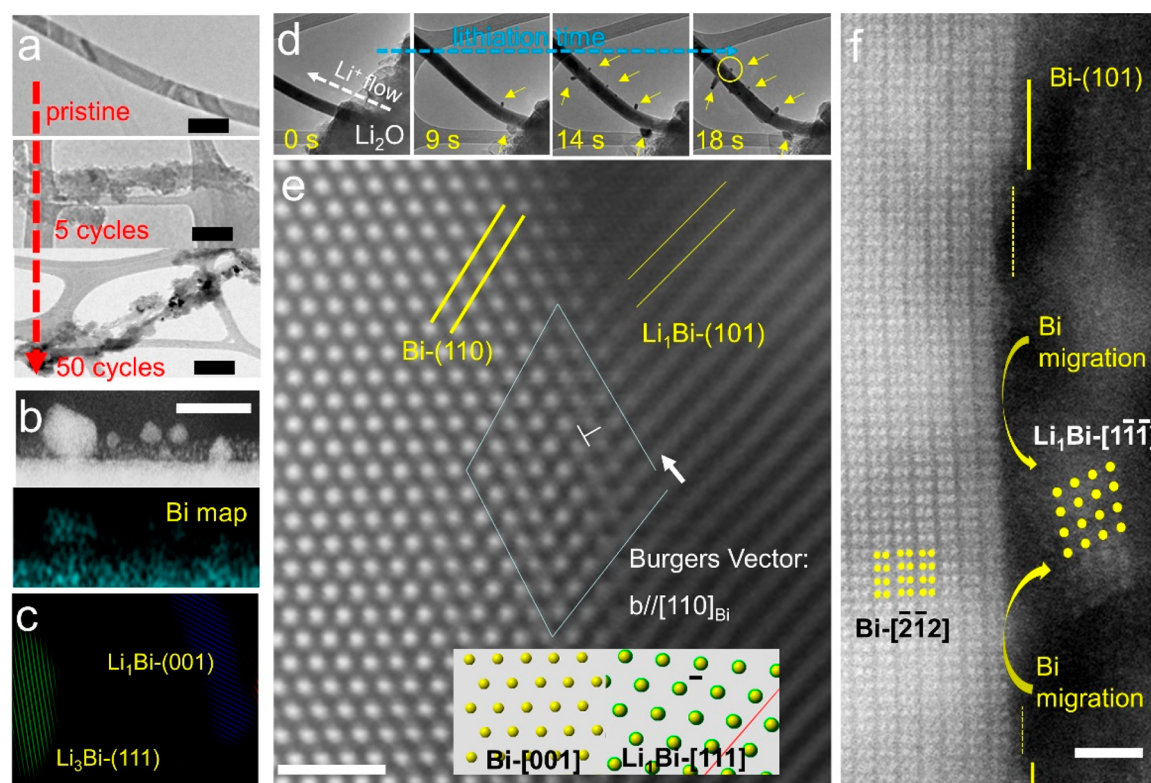 a
pristine
5 cycles
50 cycles
b
Bi map
c
Li₁Bi-(001)
Li₃Bi-(111)
d
lithiation time
Li⁺ flow
Li₂O
0 s
9 s
14 s
18 s
e
Bi-(110)
Li₁Bi-(101)
Burgers Vector:
b//[110]Bi
Bi-[001]
Li₁Bi-[11̅1]
f
Bi-(101)
Bi
migration
Li₁Bi-[11̅1̅]
Bi-[2̅1̅2]
Bi
migration